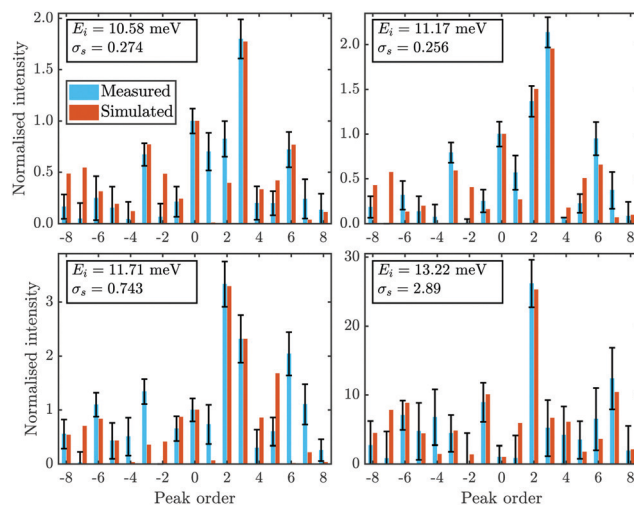 E_i = 10.58 meV
σ_s = 0.274
Measured
Simulated
Normalised intensity
2.0
1.5
1.0
0.5
0.0
-8 -6 -4 -2 0 2 4 6 8
E_i = 11.17 meV
σ_s = 0.256
2.0
1.5
1.0
0.5
0.0
-8 -6 -4 -2 0 2 4 6 8
E_i = 11.71 meV
σ_s = 0.743
Normalised intensity
3
2
1
0
-8 -6 -4 -2 0 2 4 6 8
Peak order
E_i = 13.22 meV
σ_s = 2.89
30
20
10
0
-8 -6 -4 -2 0 2 4 6 8
Peak order